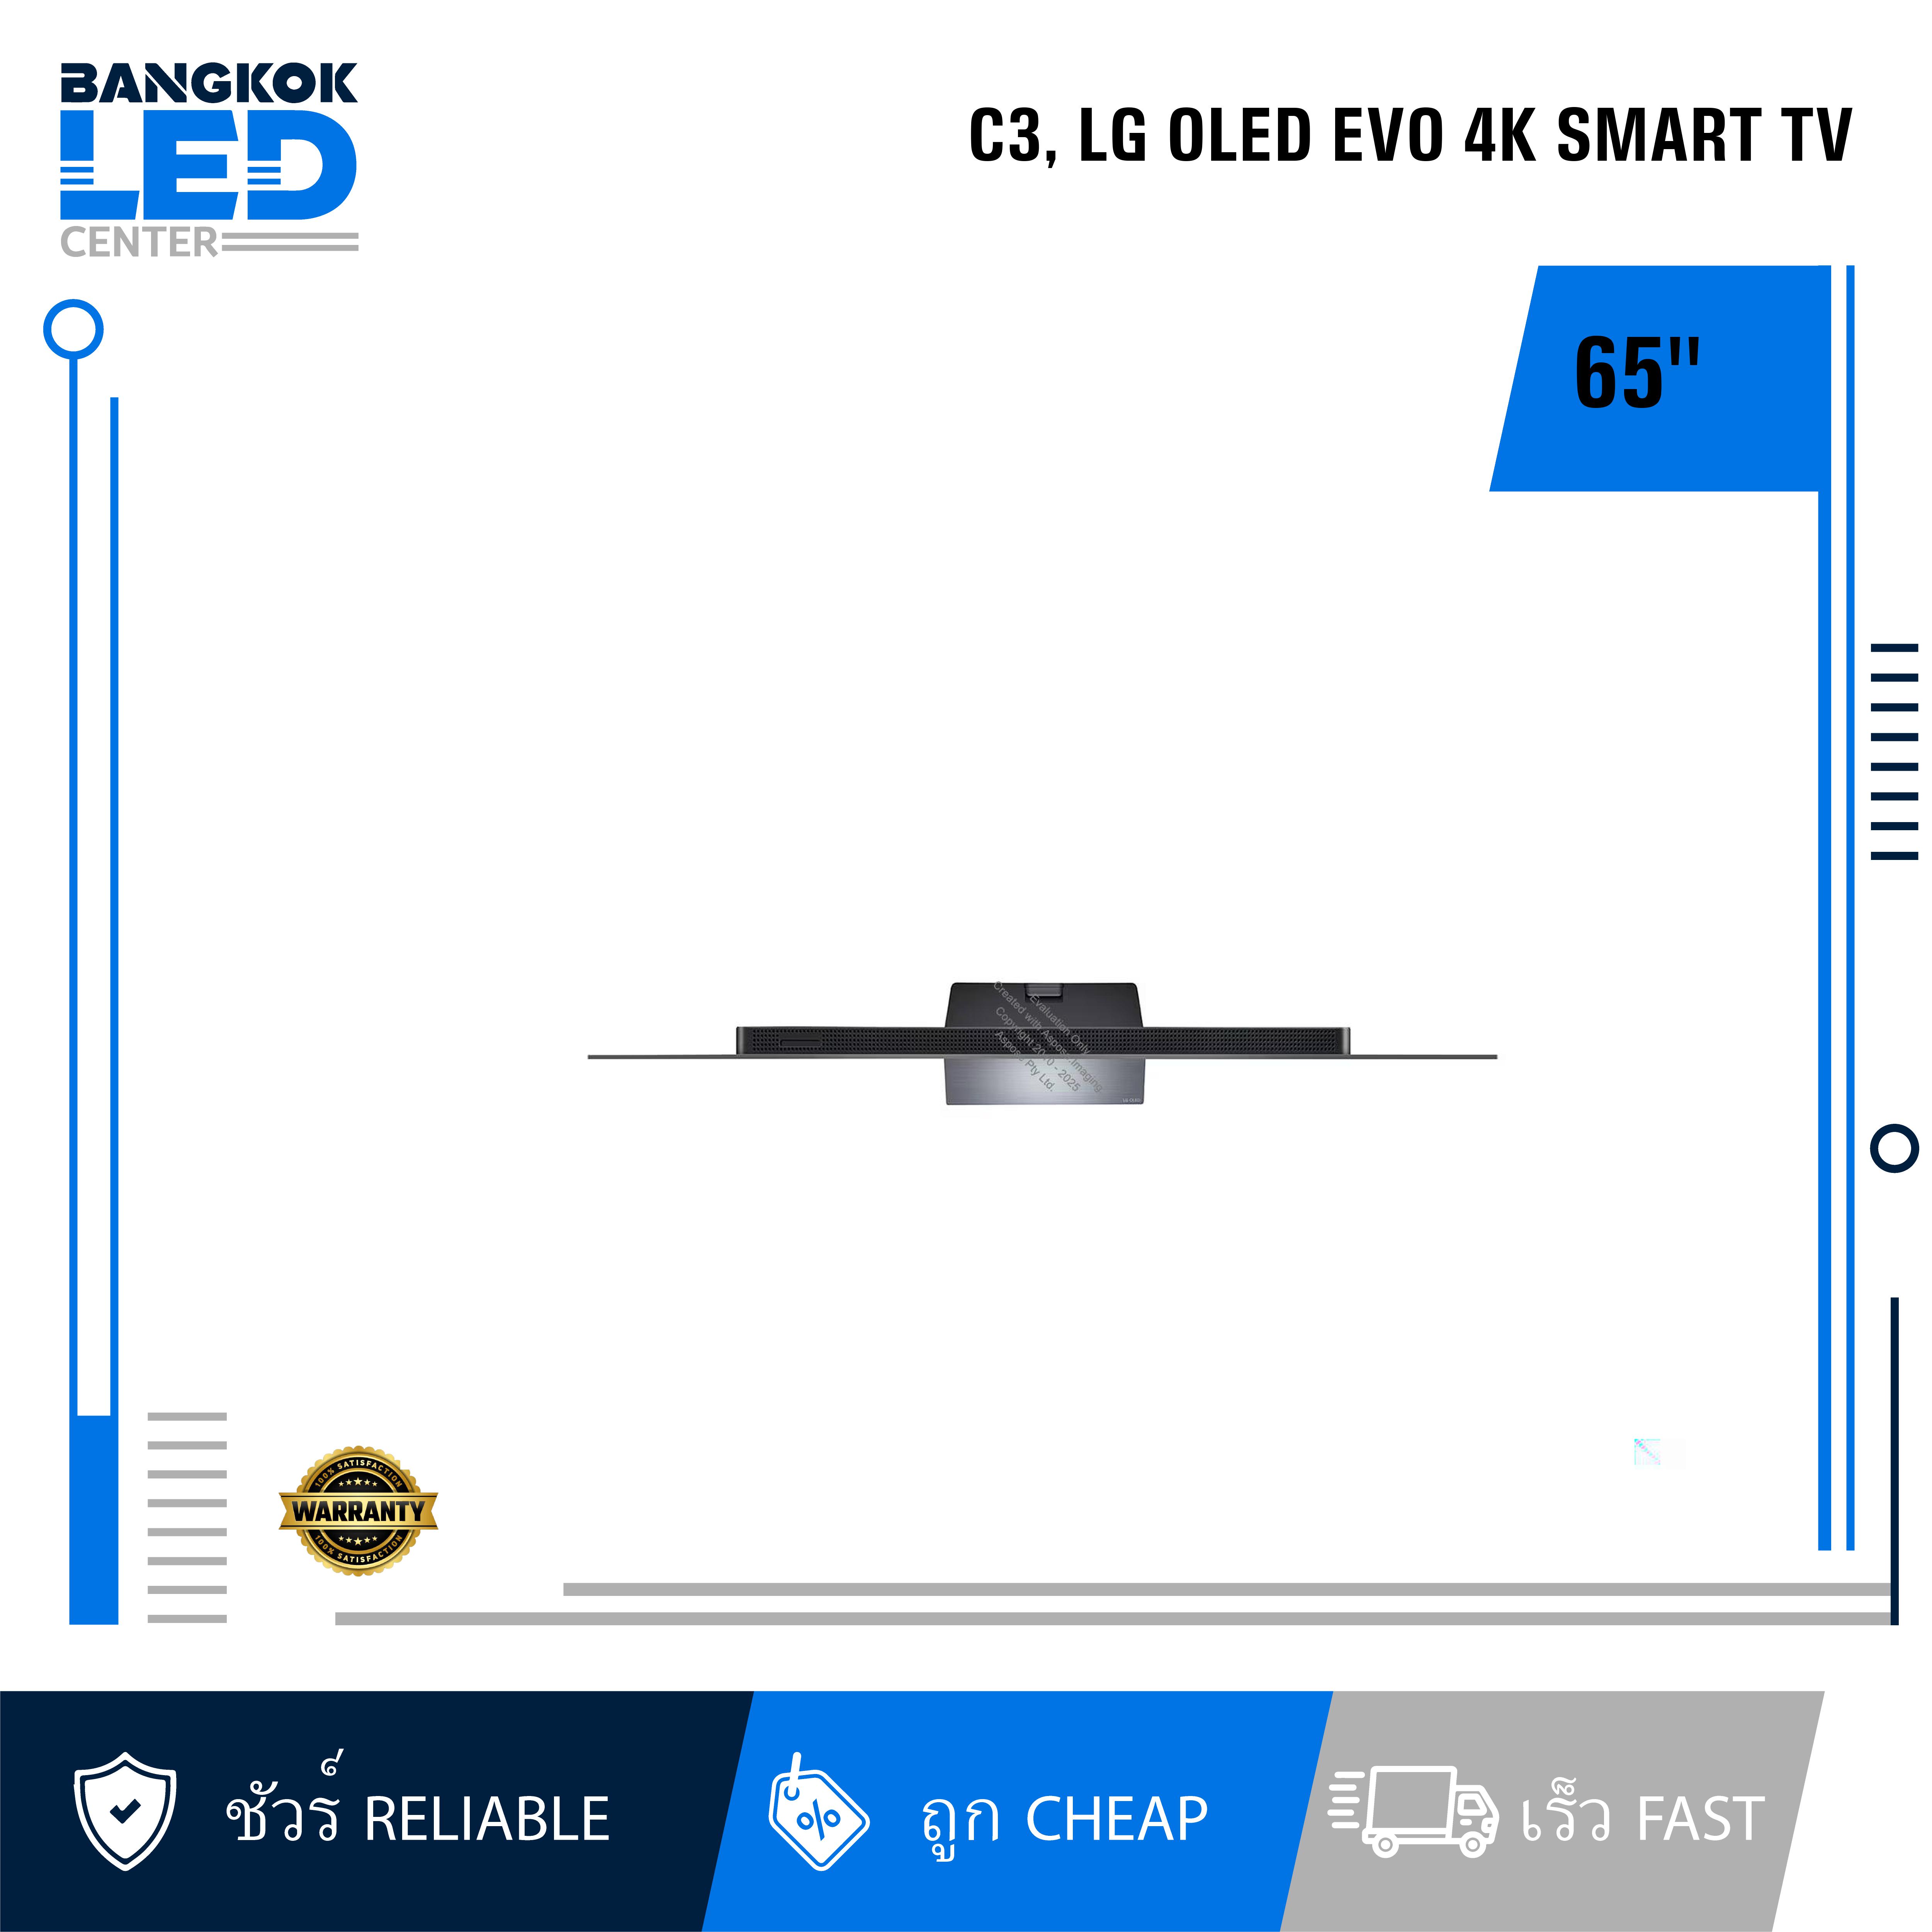 BANGKOK
LED
CENTER
C3, LG OLED EVO 4K SMART TV
65"
Evaluation Only.
Created with Aspose.Imaging.
Copyright 2010 - 2025
Aspose Pty Ltd.
LG OLED
100% SATISFACTION
WARRANTY
100% SATISFACTION
ชัวร์ RELIABLE
ถูก CHEAP
เร็ว FAST